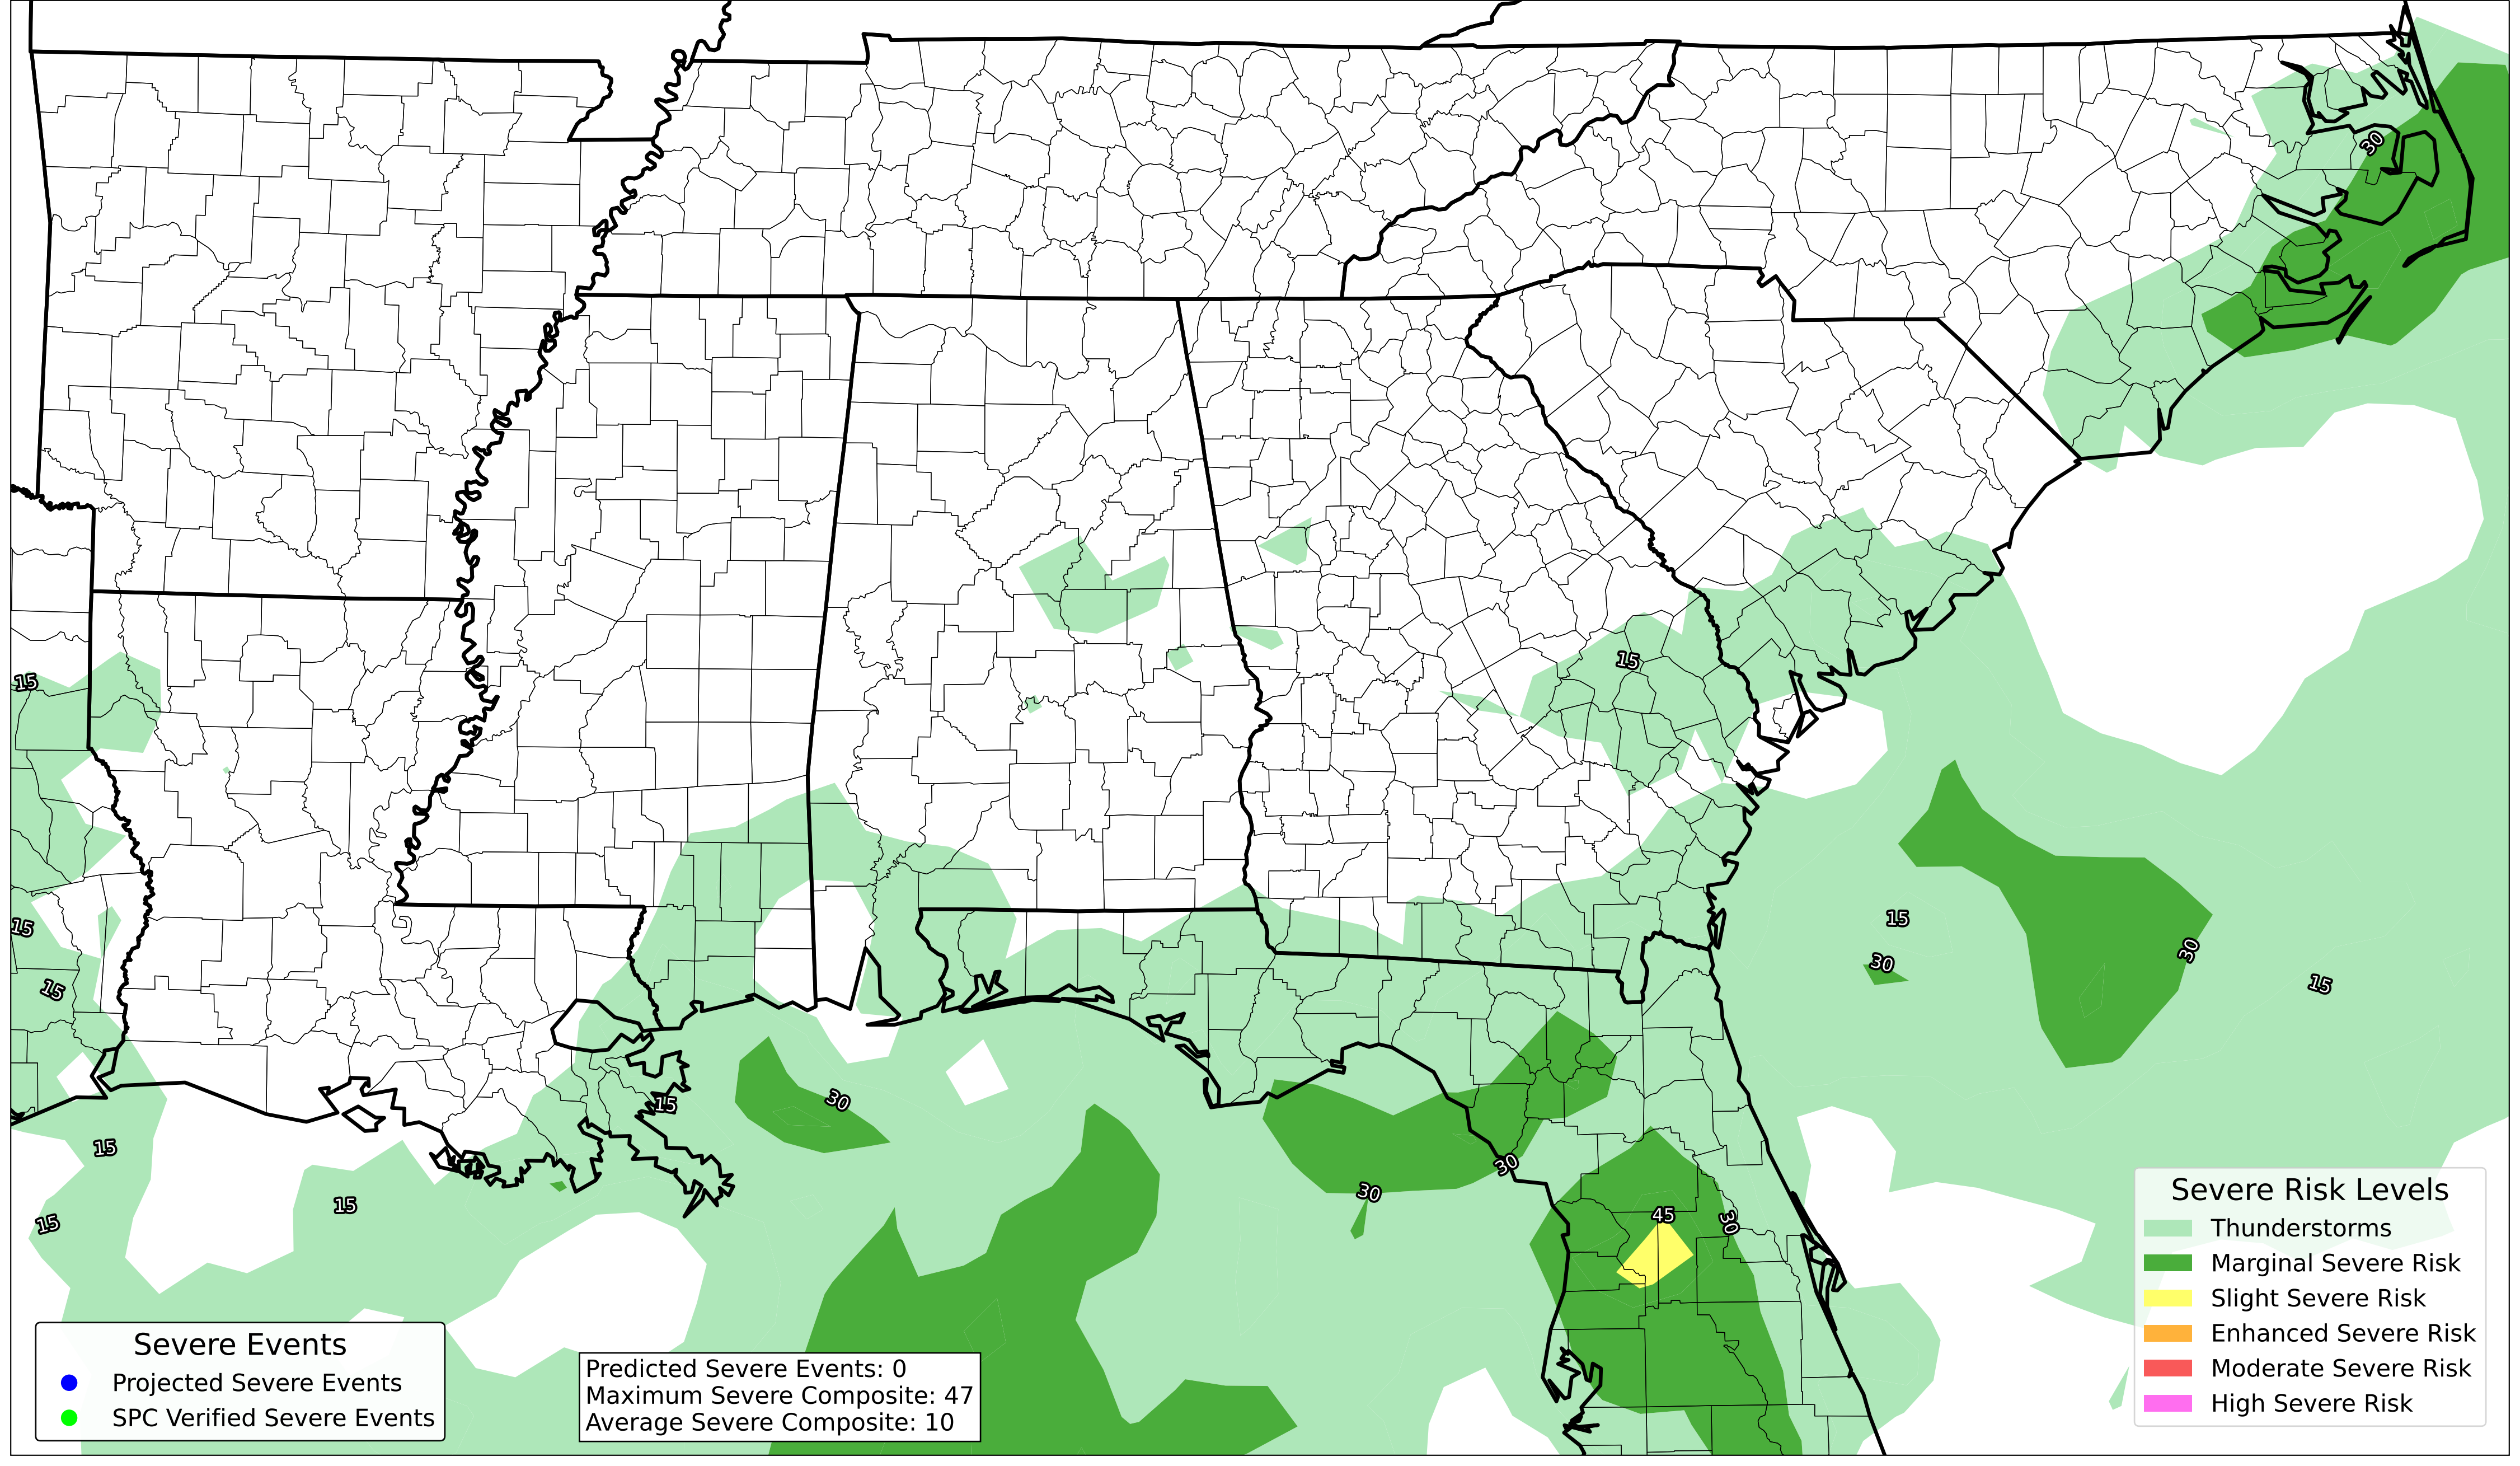 30
15
15
30
15
15
30
30
15
15
30
15
15
30
30
15
45
30
15
Severe Risk Levels
Thunderstorms
Marginal Severe Risk
Slight Severe Risk
Enhanced Severe Risk
Moderate Severe Risk
High Severe Risk
Severe Events
Projected Severe Events
SPC Verified Severe Events
Predicted Severe Events: 0
Maximum Severe Composite: 47
Average Severe Composite: 10